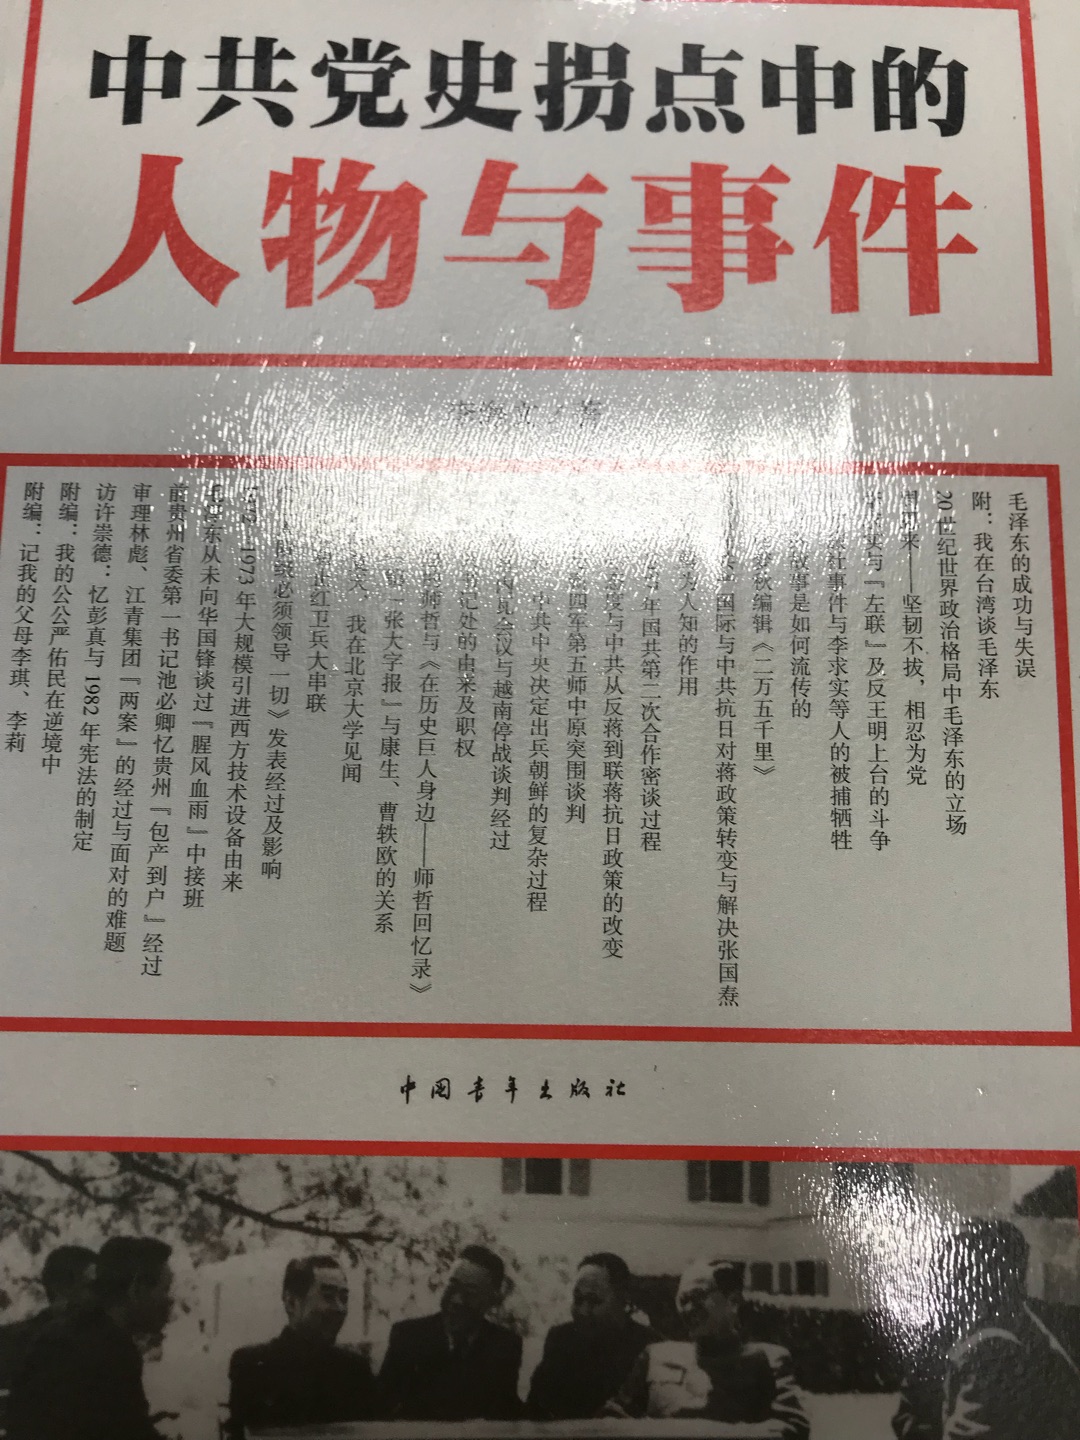 中共党史拐点中的
人物与事件
毛泽东的成功与失误
附：我在台湾谈毛泽东
20世纪世界政治格局中毛泽东的立场
来——坚韧不拔，相忍为党
与『左联』及反王明上台的斗争
事件与李求实等人的被捕牺牲
故事是如何流传的
秋编辑《二万五千里》
国际与中共抗日对蒋政策转变与解决张国焘
为人知的作用
年国共第二次合作密谈过程
度与中共从反蒋到联蒋抗日政策的改变
四军第五师中原突围谈判
中共中央决定出兵朝鲜的复杂过程
会议与越南停战谈判经过
记处的由来及职权
师哲与《在历史巨人身边——师哲回忆录》
一张大字报』与康生、曹轶欧的关系
我在北京大学见闻
红卫兵大串联
必须领导一切》发表经过及影响
1973年大规模引进西方技术设备由来
东从未向华国锋谈过『腥风血雨』中接班
前贵州省委第一书记池必卿忆贵州『包产到户』经过
审理林彪、江青集团『两案』的经过与面对的难题
访许崇德：忆彭真与1982年宪法的制定
附编：我的公公严佑民在逆境中
附编：记我的父母李琪、李莉
中国青年出版社